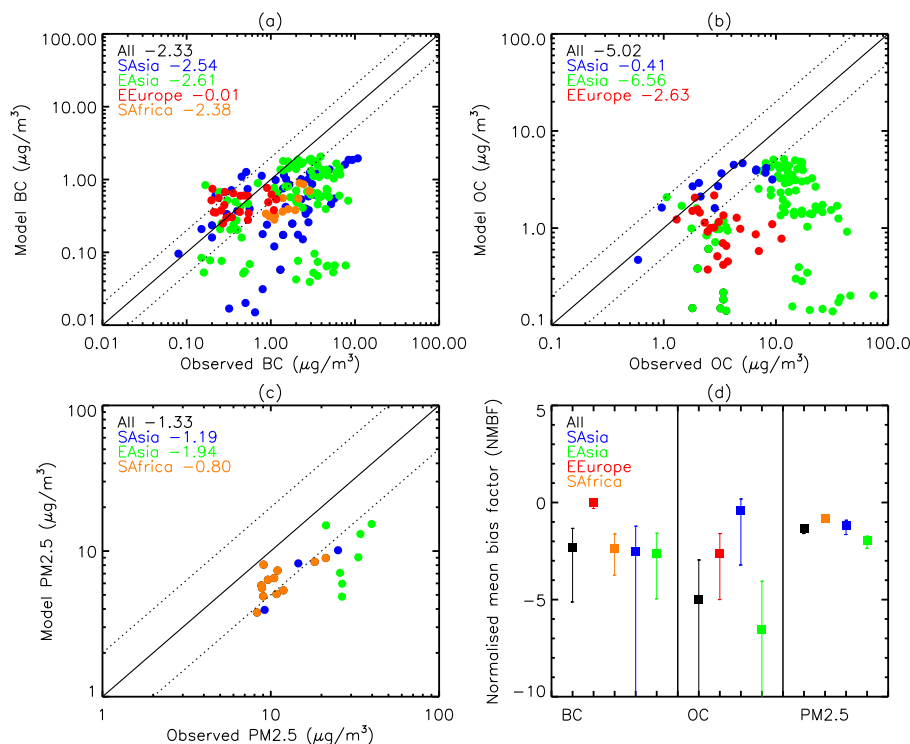 (a)
100.00
10.00
1.00
0.10
0.01
Model BC (μg/m³)
All −2.33
SAsia −2.54
EAsia −2.61
EEurope −0.01
SAfrica −2.38
0.01 0.10 1.00 10.00 100.00
Observed BC (μg/m³)
(b)
100.0
10.0
1.0
0.1
Model OC (μg/m³)
All −5.02
SAsia −0.41
EAsia −6.56
EEurope −2.63
0.1 1.0 10.0 100.0
Observed OC (μg/m³)
(c)
100
10
1
Model PM2.5 (μg/m³)
All −1.33
SAsia −1.19
EAsia −1.94
SAfrica −0.80
1 10 100
Observed PM2.5 (μg/m³)
(d)
5
0
−5
−10
Normalised mean bias factor (NMBF)
All
SAsia
EAsia
EEurope
SAfrica
BC OC PM2.5